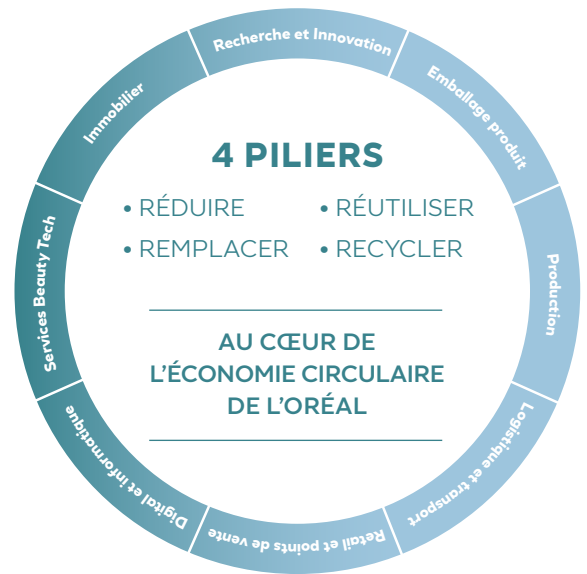 4 PILIERS
• RÉDUIRE
• RÉUTILISER
• REMPLACER
• RECYCLER
AU CŒUR DE
L’ÉCONOMIE CIRCULAIRE
DE L’ORÉAL
Recherche et Innovation
Emballage produit
Production
Logistique et transport
Retail et points de vente
Digital et informatique
Services Beauty Tech
Immobilier